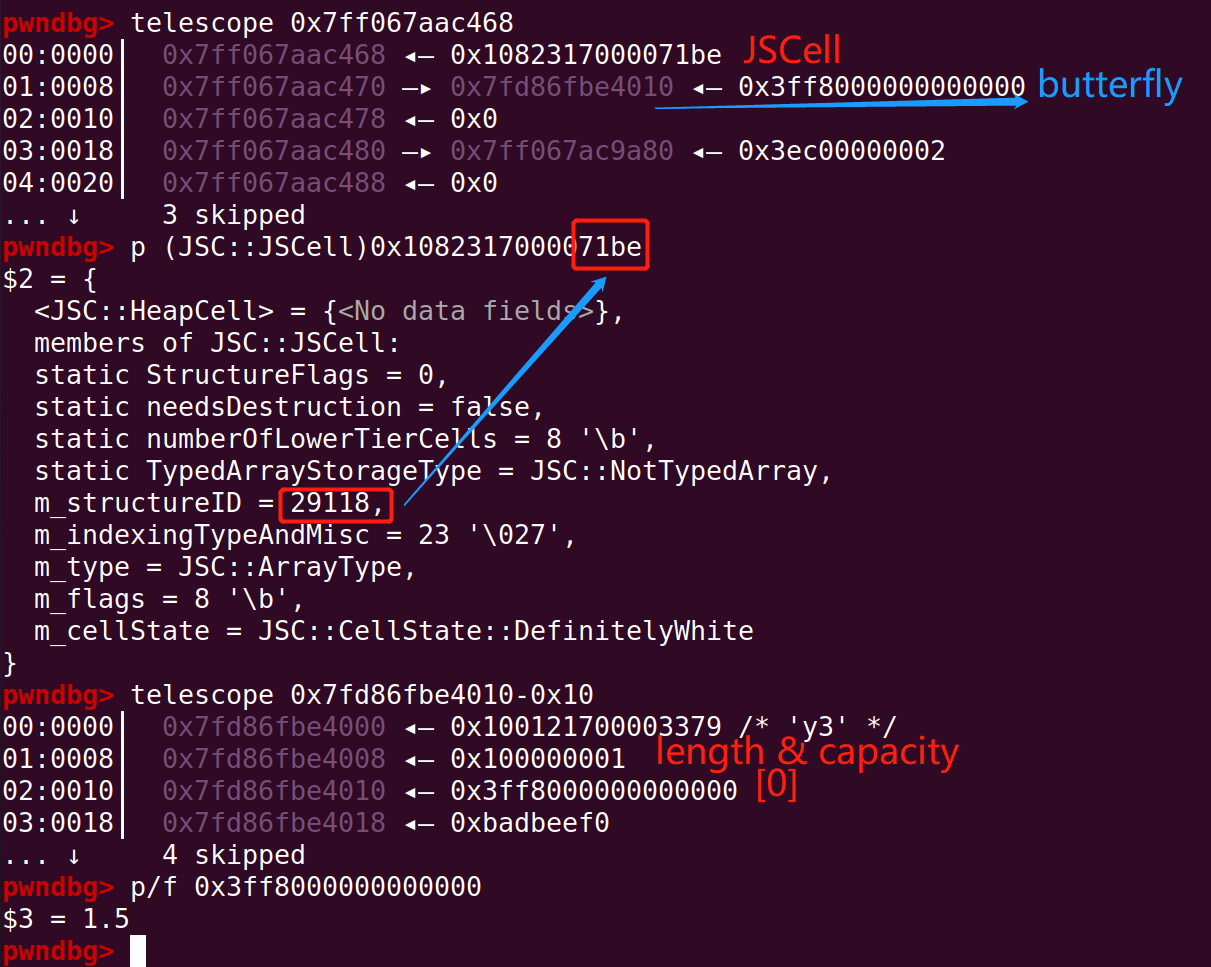 pwndbg> telescope 0x7ff067aac468
00:0000│ 0x7ff067aac468 ◂— 0x1082317000071be JSCell
01:0008│ 0x7ff067aac470 —▸ 0x7fd86fbe4010 ◂— 0x3ff8000000000000 butterfly
02:0010│ 0x7ff067aac478 ◂— 0x0
03:0018│ 0x7ff067aac480 —▸ 0x7ff067ac9a80 ◂— 0x3ec00000002
04:0020│ 0x7ff067aac488 ◂— 0x0
... ↓ 3 skipped
pwndbg> p (JSC::JSCell)0x1082317000071be
$2 = {
<JSC::HeapCell> = {<No data fields>},
members of JSC::JSCell:
static StructureFlags = 0,
static needsDestruction = false,
static numberOfLowerTierCells = 8 '\b',
static TypedArrayStorageType = JSC::NotTypedArray,
m_structureID = 29118,
m_indexingTypeAndMisc = 23 '\027',
m_type = JSC::ArrayType,
m_flags = 8 '\b',
m_cellState = JSC::CellState::DefinitelyWhite
}
pwndbg> telescope 0x7fd86fbe4010-0x10
00:0000│ 0x7fd86fbe4000 ◂— 0x100121700003379 /* 'y3' */
01:0008│ 0x7fd86fbe4008 ◂— 0x100000001 length & capacity
02:0010│ 0x7fd86fbe4010 ◂— 0x3ff8000000000000 [0]
03:0018│ 0x7fd86fbe4018 ◂— 0xbadbeef0
... ↓ 4 skipped
pwndbg> p/f 0x3ff8000000000000
$3 = 1.5
pwndbg>